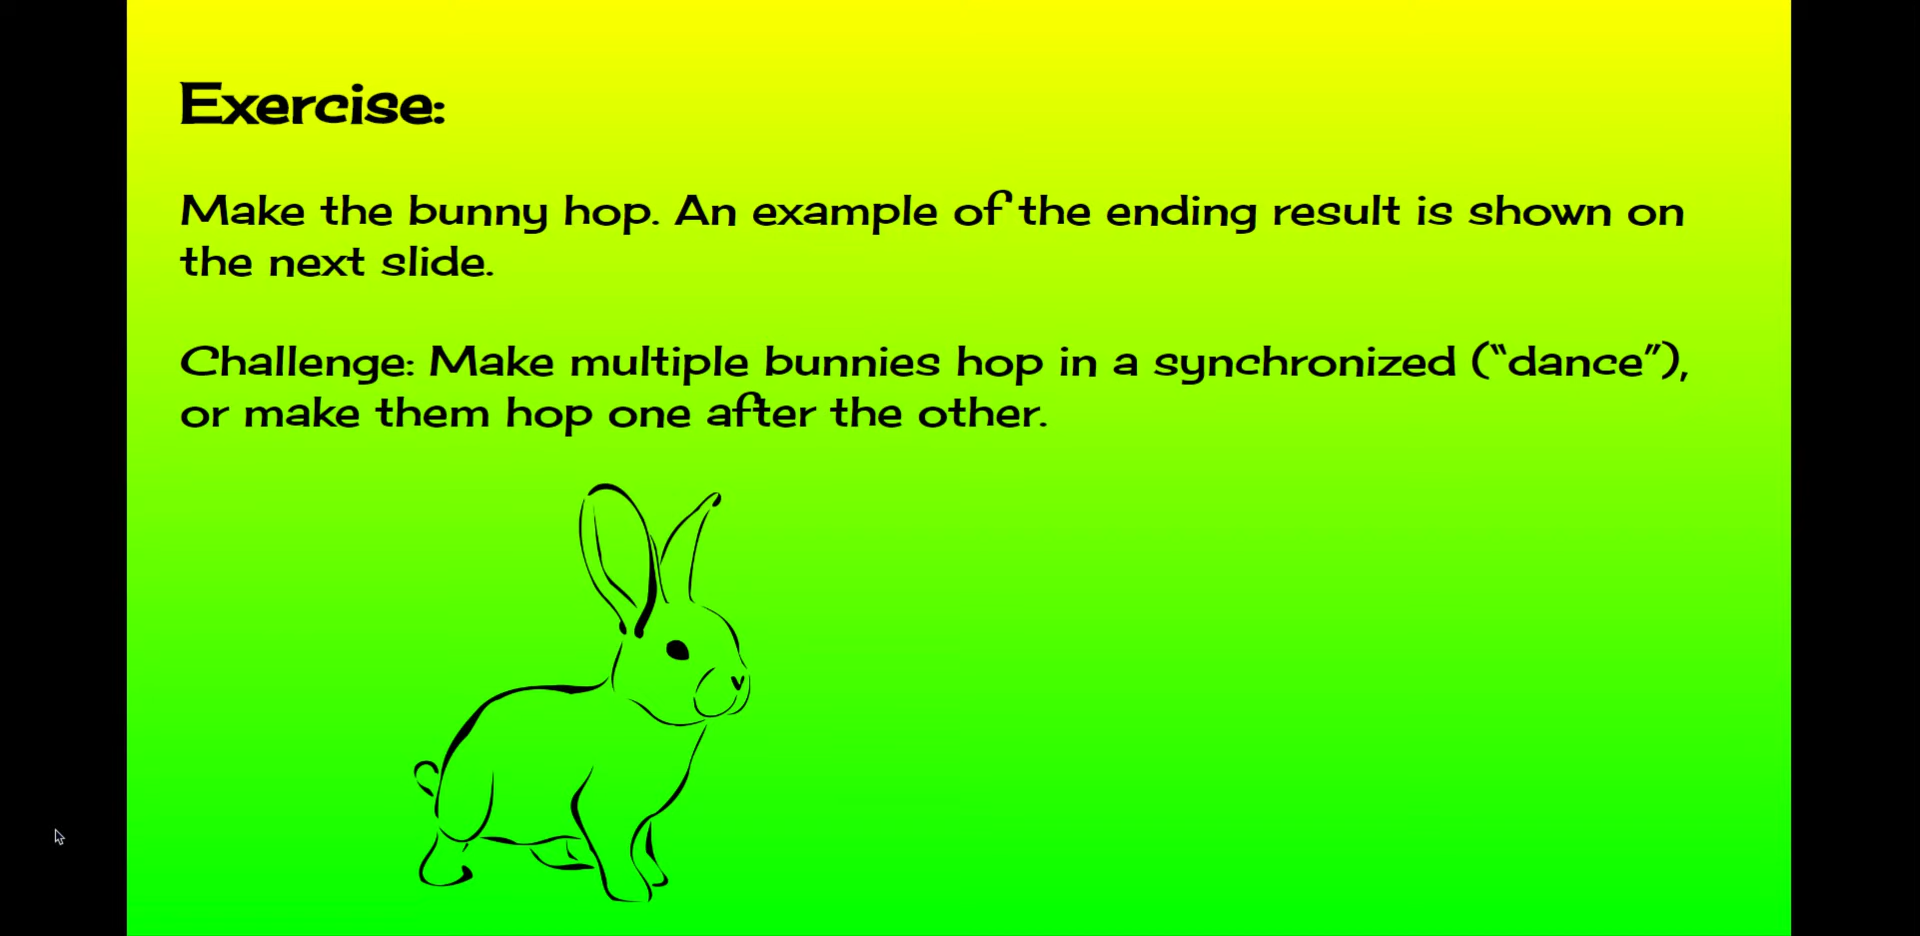 Exercise:
Make the bunny hop. An example of the ending result is shown on
the next slide.
Challenge: Make multiple bunnies hop in a synchronized (“dance”),
or make them hop one after the other.